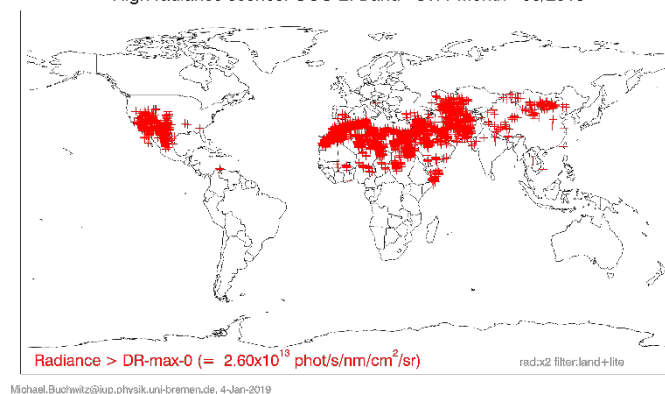 Radiance > DR-max-0 (= 2.60x10¹³ phot/s/nm/cm²/sr)
rad:x2 filter:land+lite
Michael.Buchwitz@iup.physik.uni-bremen.de, 4-Jan-2019